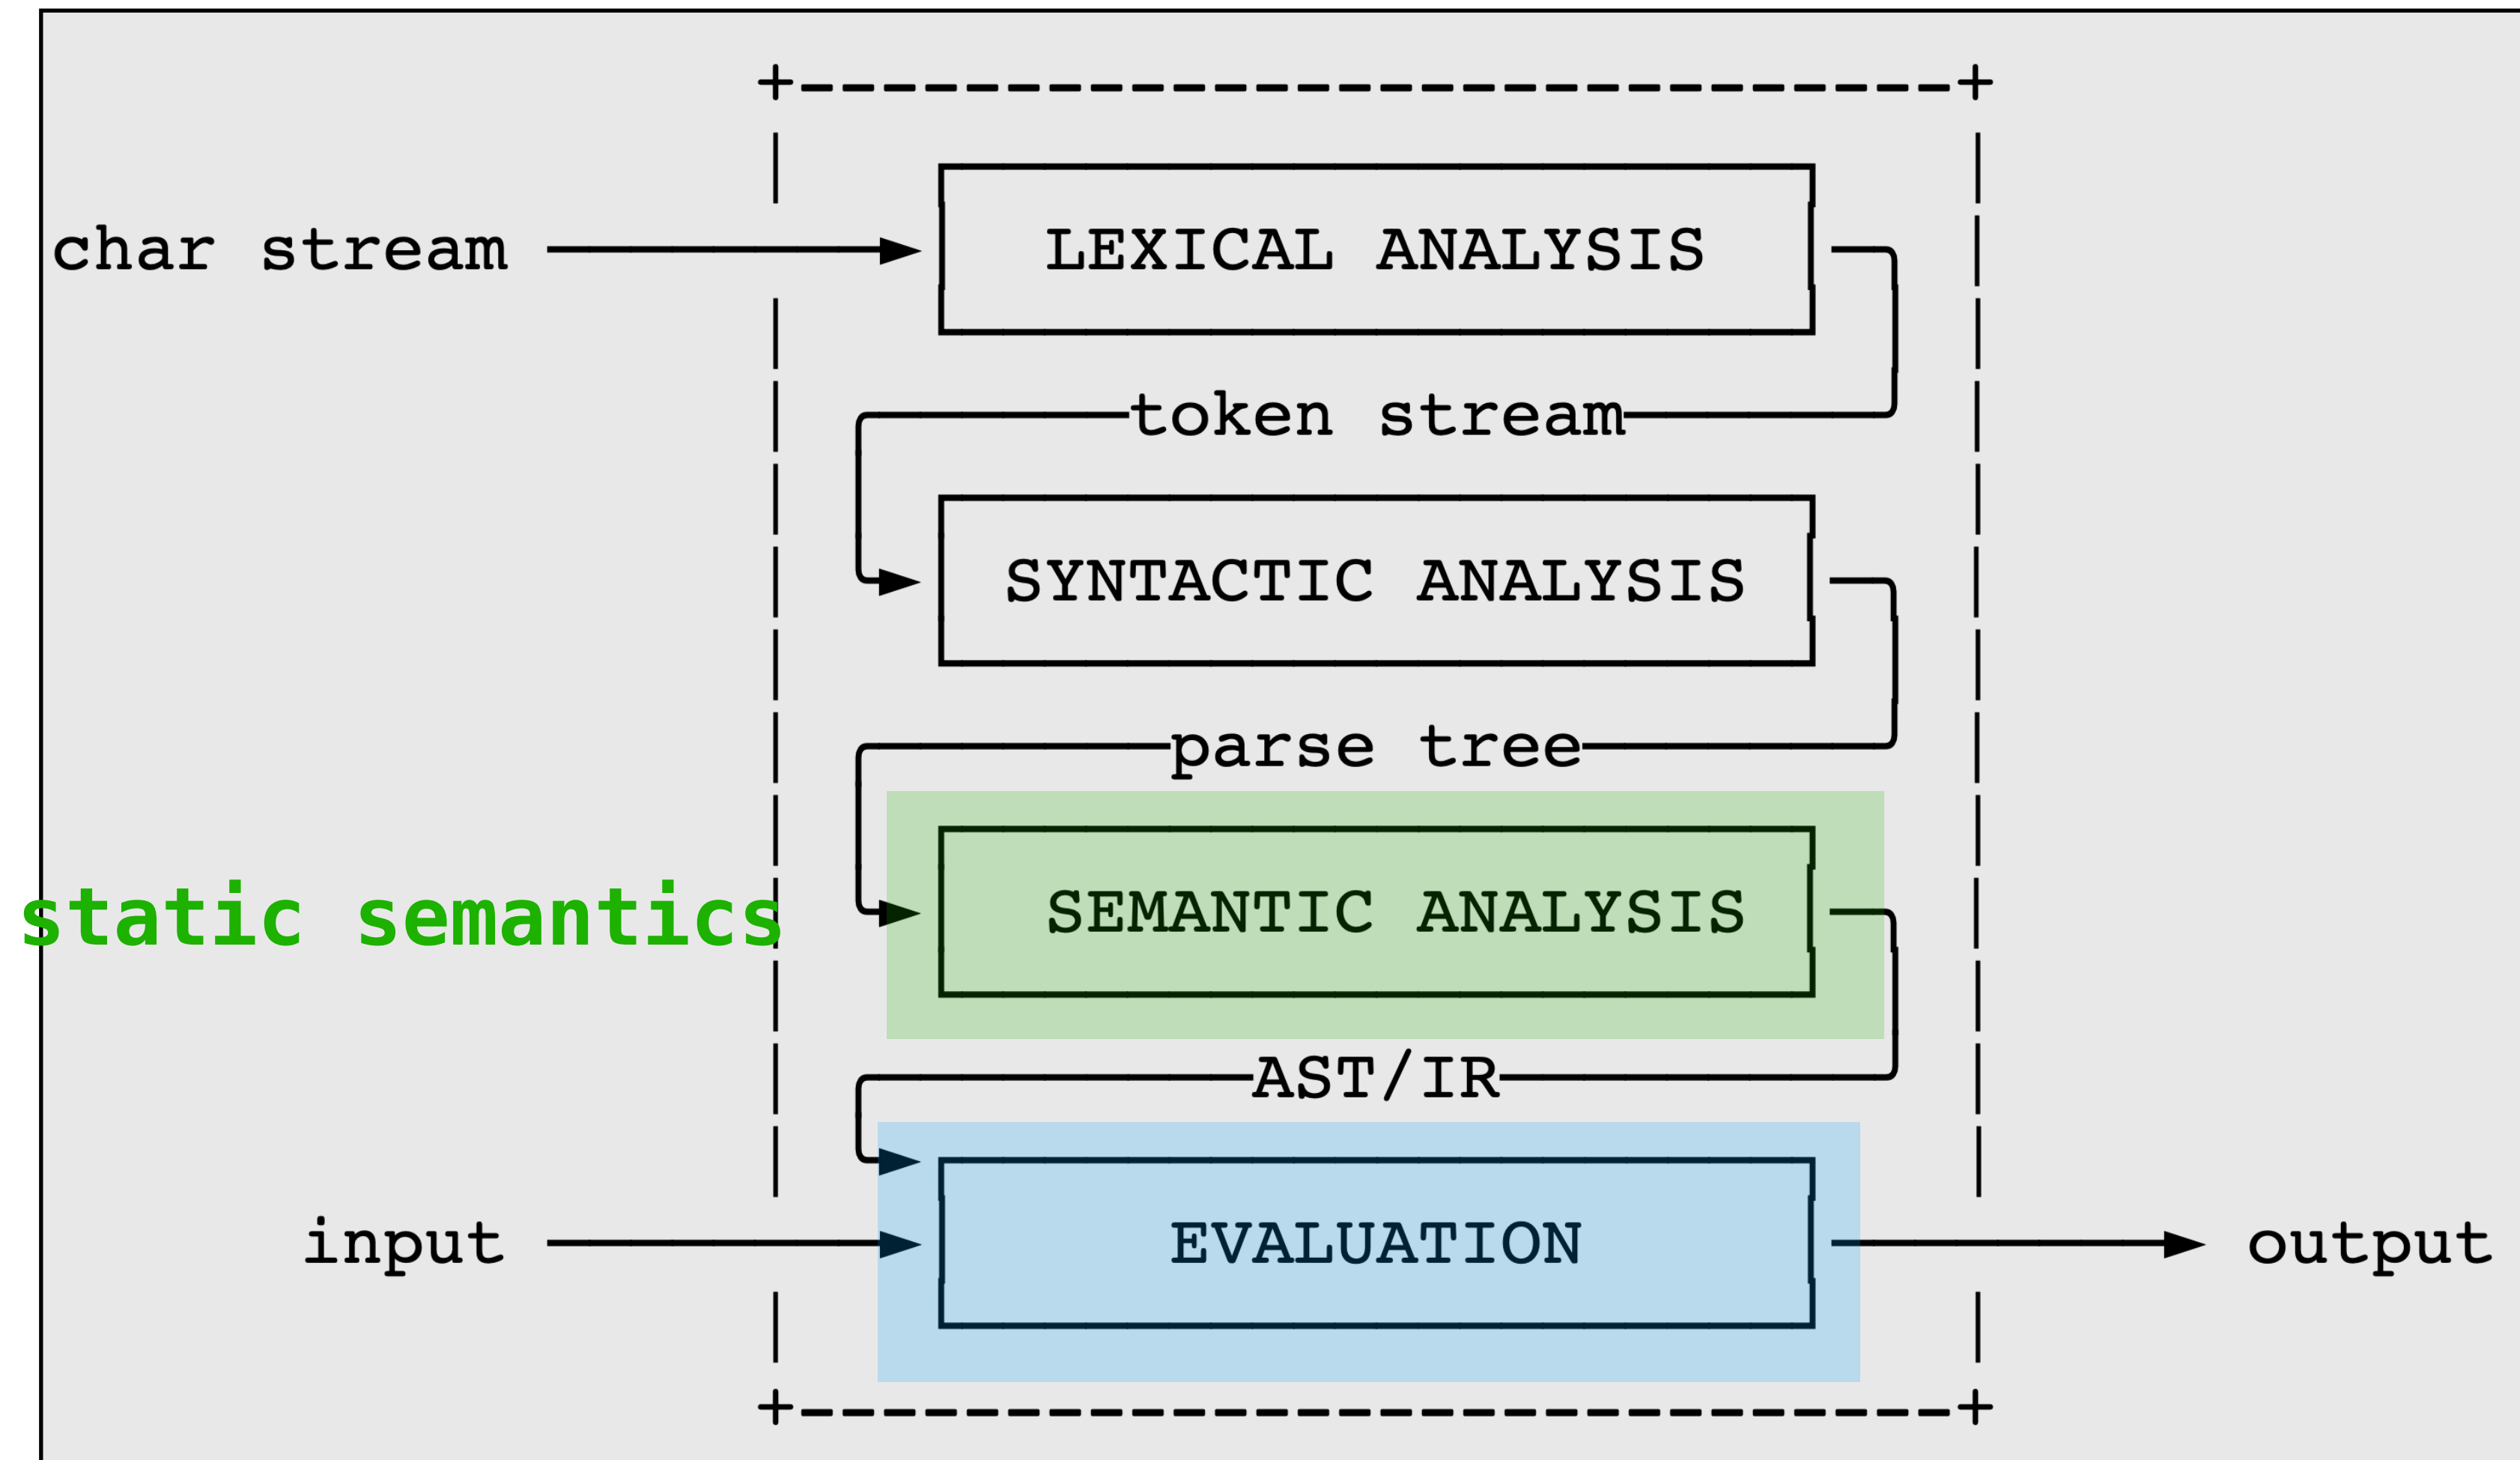 char stream
LEXICAL ANALYSIS
token stream
SYNTACTIC ANALYSIS
parse tree
static semantics
SEMANTIC ANALYSIS
AST/IR
input
EVALUATION
output